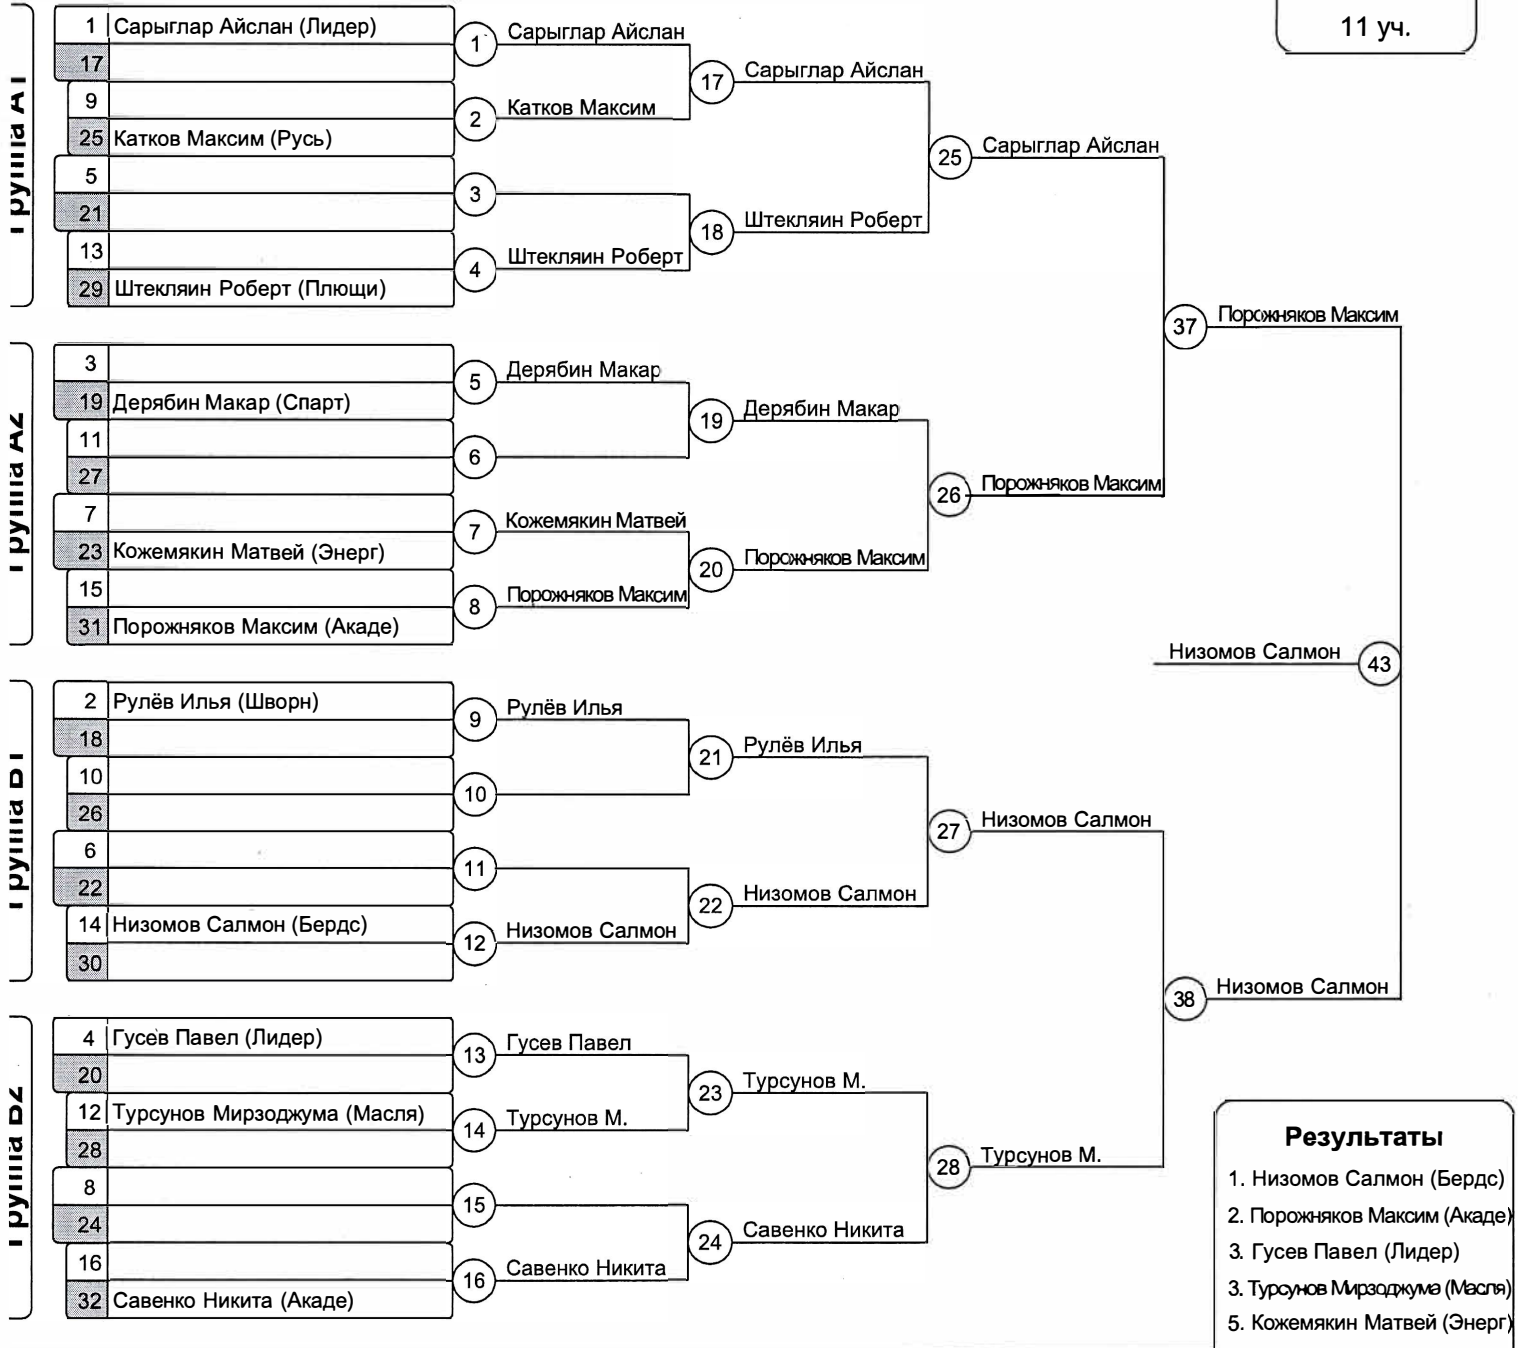 11 уч.
Группа А1
1 Сарыглар Айслан (Лидер)
17
9
25 Катков Максим (Русь)
5
21
13
29 Штекляин Роберт (Плющи)
1 Сарыглар Айслан
2 Катков Максим
3
4 Штекляин Роберт
17 Сарыглар Айслан
18 Штекляин Роберт
25 Сарыглар Айслан
Группа А2
3
19 Дерябин Макар (Спарт)
11
27
7
23 Кожемякин Матвей (Энерг)
15
31 Порожняков Максим (Акаде)
5 Дерябин Макар
6
7 Кожемякин Матвей
8 Порожняков Максим
19 Дерябин Макар
20 Порожняков Максим
26 Порожняков Максим
37 Порожняков Максим
Низомов Салмон 43
Группа В1
2 Рулёв Илья (Шворн)
18
10
26
6
22
14 Низомов Салмон (Бердс)
30
9 Рулёв Илья
10
11
12 Низомов Салмон
21 Рулёв Илья
22 Низомов Салмон
27 Низомов Салмон
38 Низомов Салмон
Группа В2
4 Гусев Павел (Лидер)
20
12 Турсунов Мирзоджума (Масля)
28
8
24
16
32 Савенко Никита (Акаде)
13 Гусев Павел
14 Турсунов М.
15
16 Савенко Никита
23 Турсунов М.
24 Савенко Никита
28 Турсунов М.
Результаты
1. Низомов Салмон (Бердс)
2. Порожняков Максим (Акаде)
3. Гусев Павел (Лидер)
3. Турсунов Мирзоджума (Масля)
5. Кожемякин Матвей (Энерг)